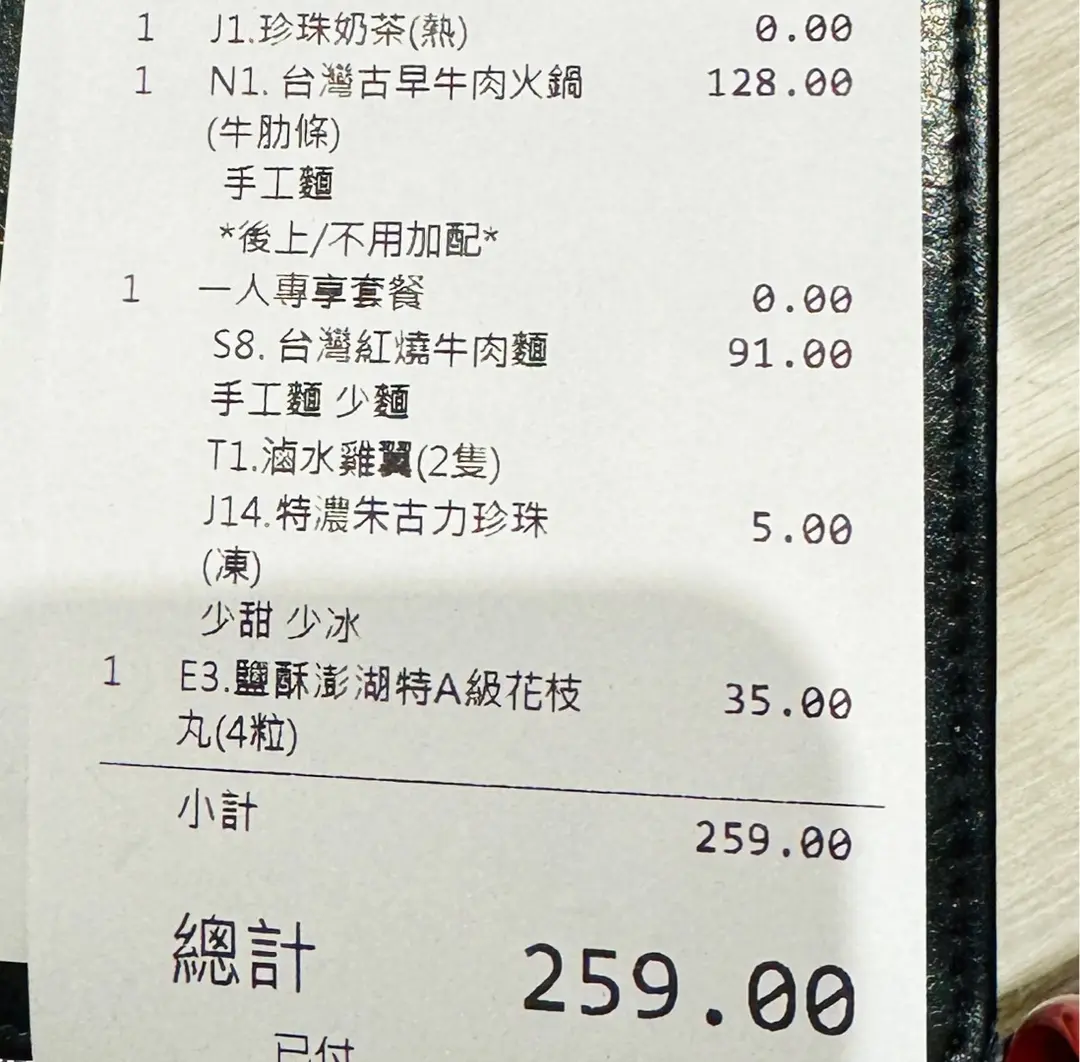 1 J1.珍珠奶茶(熱) 0.00
1 N1. 台灣古早牛肉火鍋 128.00
(牛肋條)
手工麵
*後上/不用加配*
1 一人專享套餐 0.00
S8. 台灣紅燒牛肉麵 91.00
手工麵 少麵
T1.滷水雞翼(2隻)
J14.特濃朱古力珍珠 5.00
(凍)
少甜 少冰
1 E3.鹽酥澎湖特A級花枝 35.00
丸(4粒)
小計 259.00
總計 259.00
已付